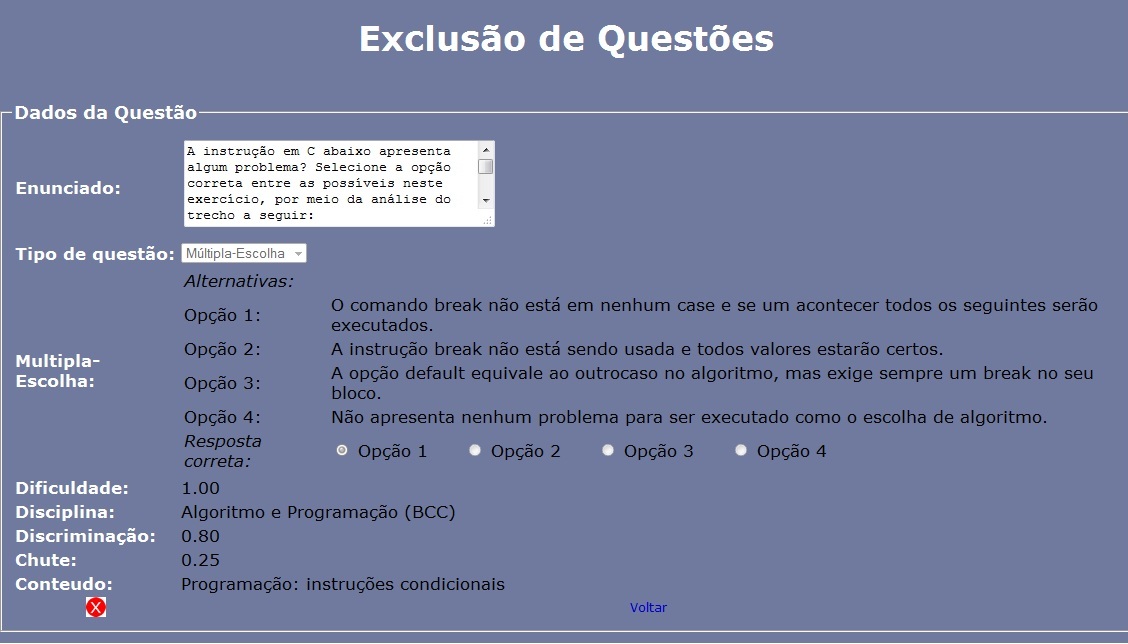 Exclusão de Questões
Dados da Questão
Enunciado:
A instrução em C abaixo apresenta
algum problema? Selecione a opção
correta entre as possíveis neste
exercício, por meio da análise do
trecho a seguir:
Tipo de questão: Múltipla-Escolha
Multipla-
Escolha:
Alternativas:
Opção 1: O comando break não está em nenhum case e se um acontecer todos os seguintes serão
executados.
Opção 2: A instrução break não está sendo usada e todos valores estarão certos.
Opção 3: A opção default equivale ao outrocaso no algoritmo, mas exige sempre um break no seu
bloco.
Opção 4: Não apresenta nenhum problema para ser executado como o escolha de algoritmo.
Resposta
correta:
Opção 1 Opção 2 Opção 3 Opção 4
Dificuldade: 1.00
Disciplina: Algoritmo e Programação (BCC)
Discriminação: 0.80
Chute: 0.25
Conteudo: Programação: instruções condicionais
X Voltar